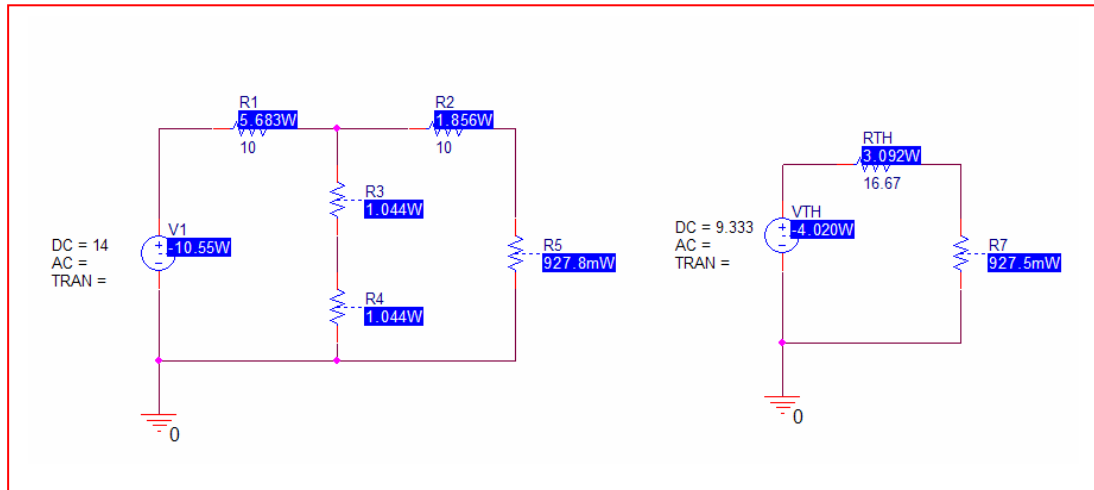 R1
5.683W
10
R2
1.856W
10
R3
1.044W
R4
1.044W
V1
-10.55W
DC = 14
AC =
TRAN =
R5
927.8mW
0
RTH
3.092W
16.67
VTH
-4.020W
DC = 9.333
AC =
TRAN =
R7
927.5mW
0